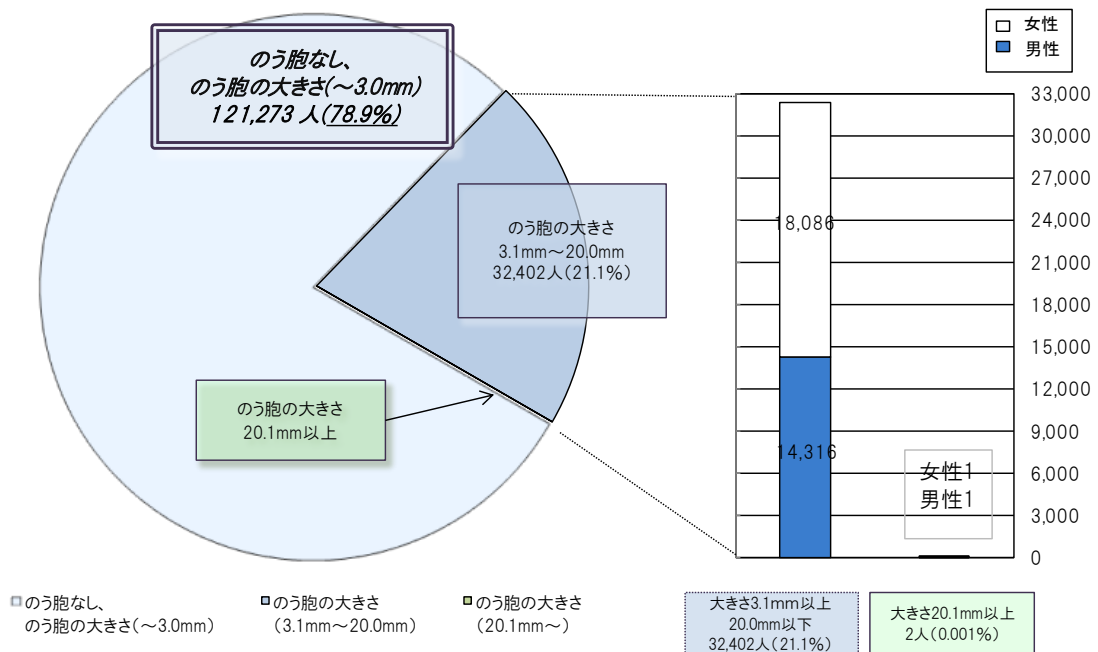 のう胞なし、
のう胞の大きさ(～3.0mm)
121,273 人(78.9%)
のう胞の大きさ
3.1mm～20.0mm
32,402人(21.1%)
のう胞の大きさ
20.1mm以上
女性
男性
33,000
30,000
27,000
24,000
21,000
18,000
15,000
12,000
9,000
6,000
3,000
0
18,086
14,316
女性1
男性1
のう胞なし、
のう胞の大きさ(～3.0mm)
のう胞の大きさ
(3.1mm～20.0mm)
のう胞の大きさ
(20.1mm～)
大きさ3.1mm以上
20.0mm以下
32,402人(21.1%)
大きさ20.1mm以上
2人(0.001%)